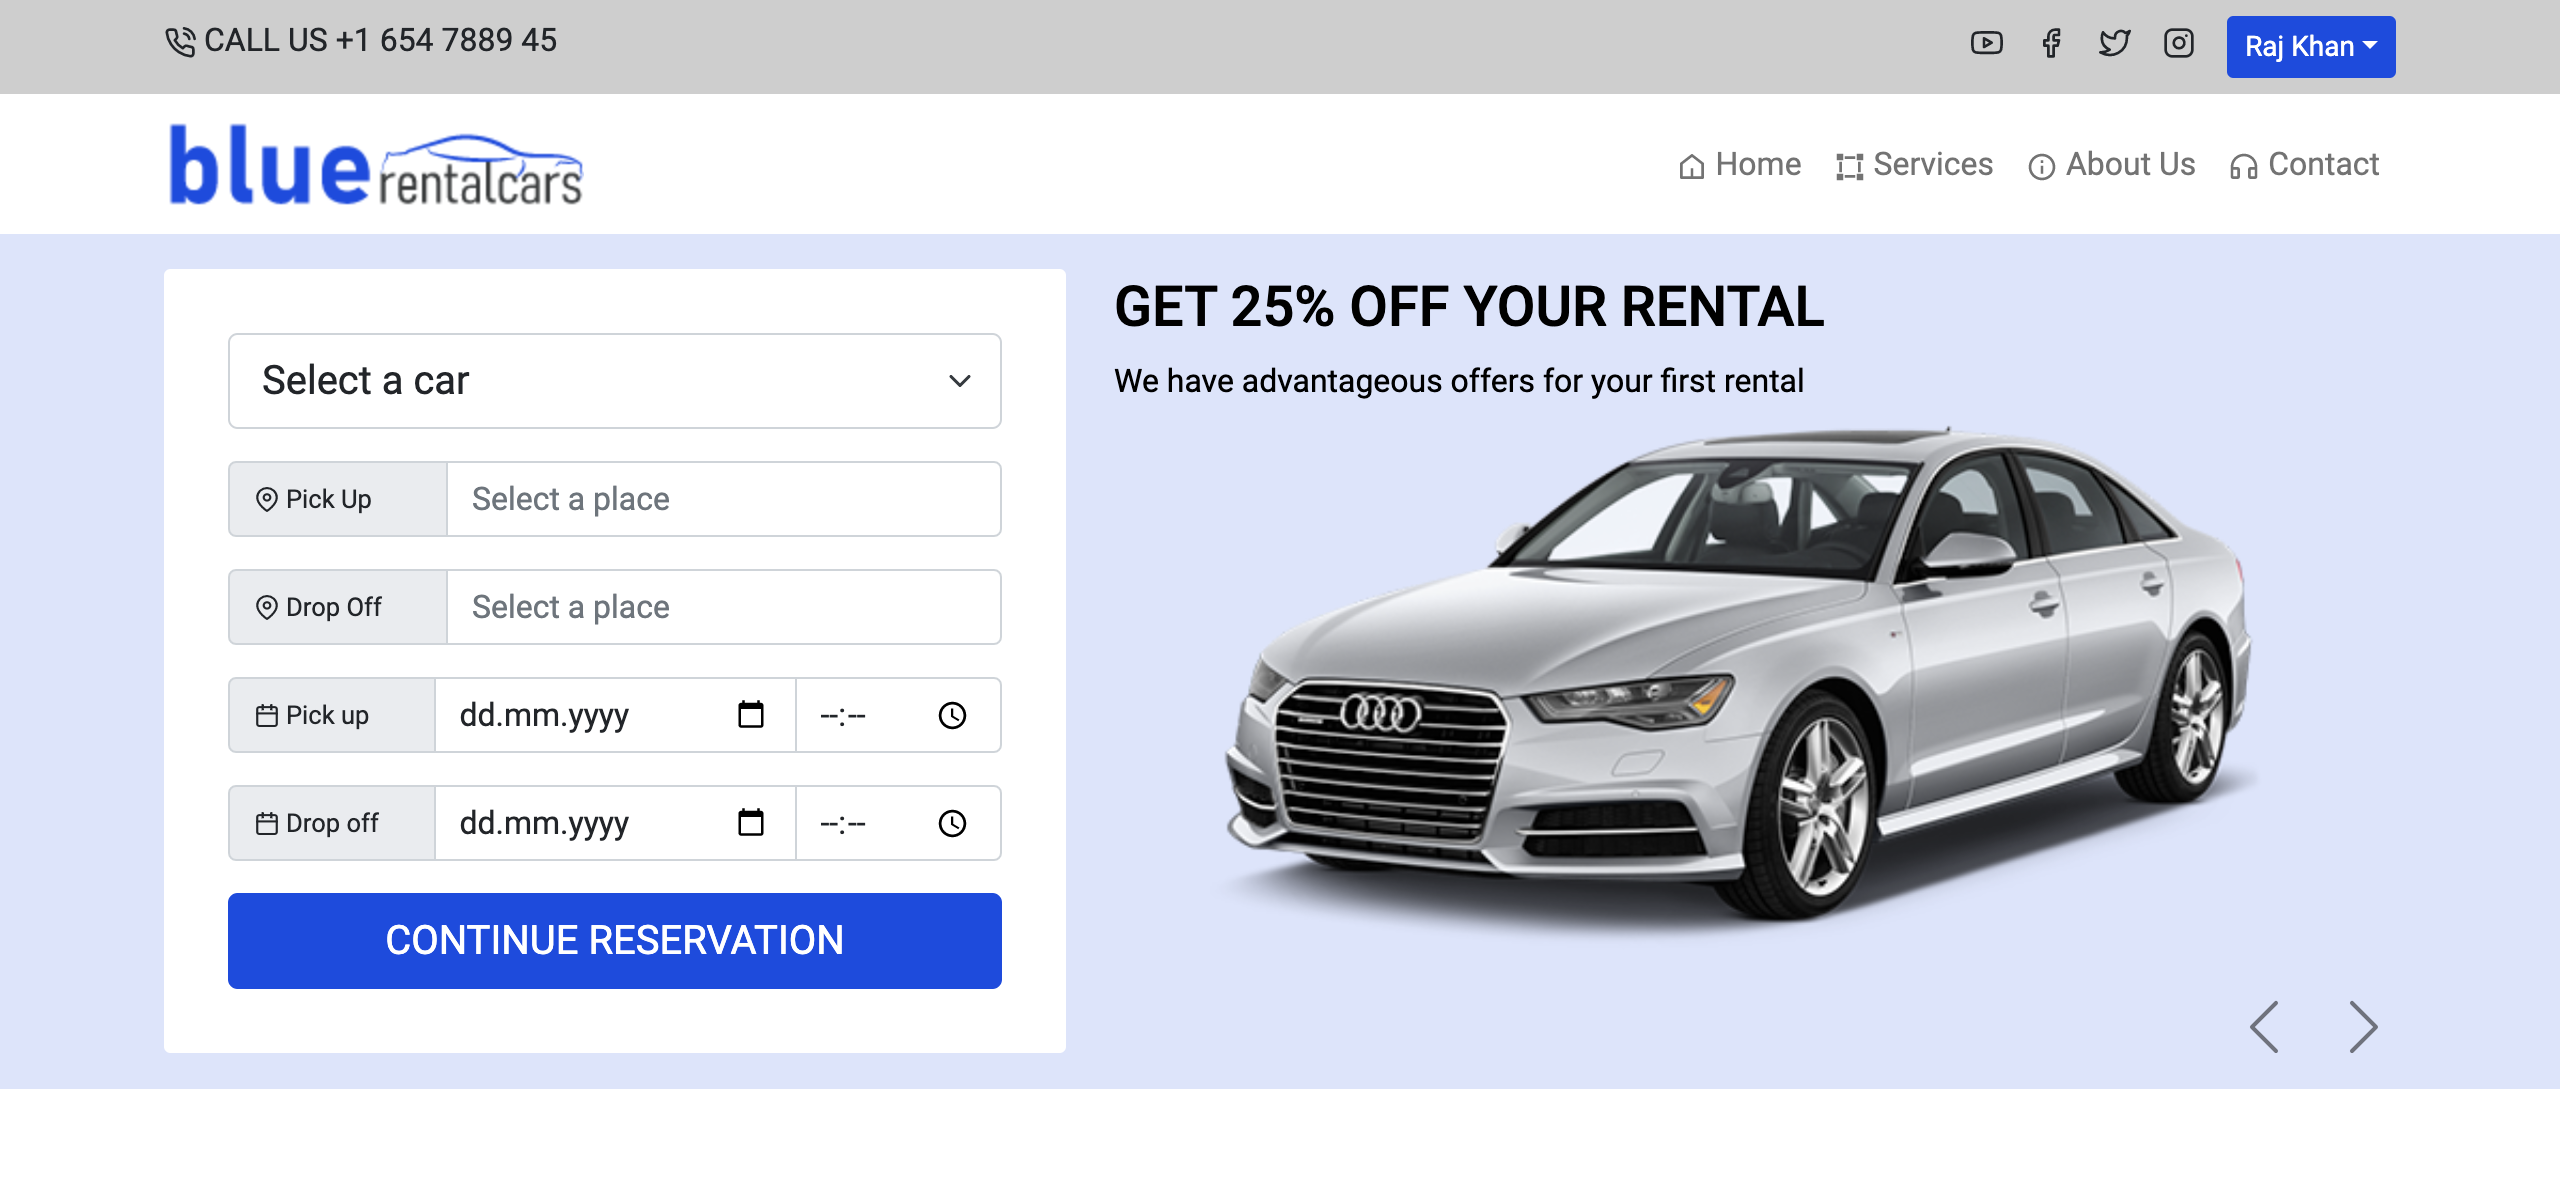 CALL US +1 654 7889 45
Raj Khan
blue rentalcars
Home Services About Us Contact
Select a car
Pick Up Select a place
Drop Off Select a place
Pick up dd.mm.yyyy --:--
Drop off dd.mm.yyyy --:--
CONTINUE RESERVATION
GET 25% OFF YOUR RENTAL
We have advantageous offers for your first rental